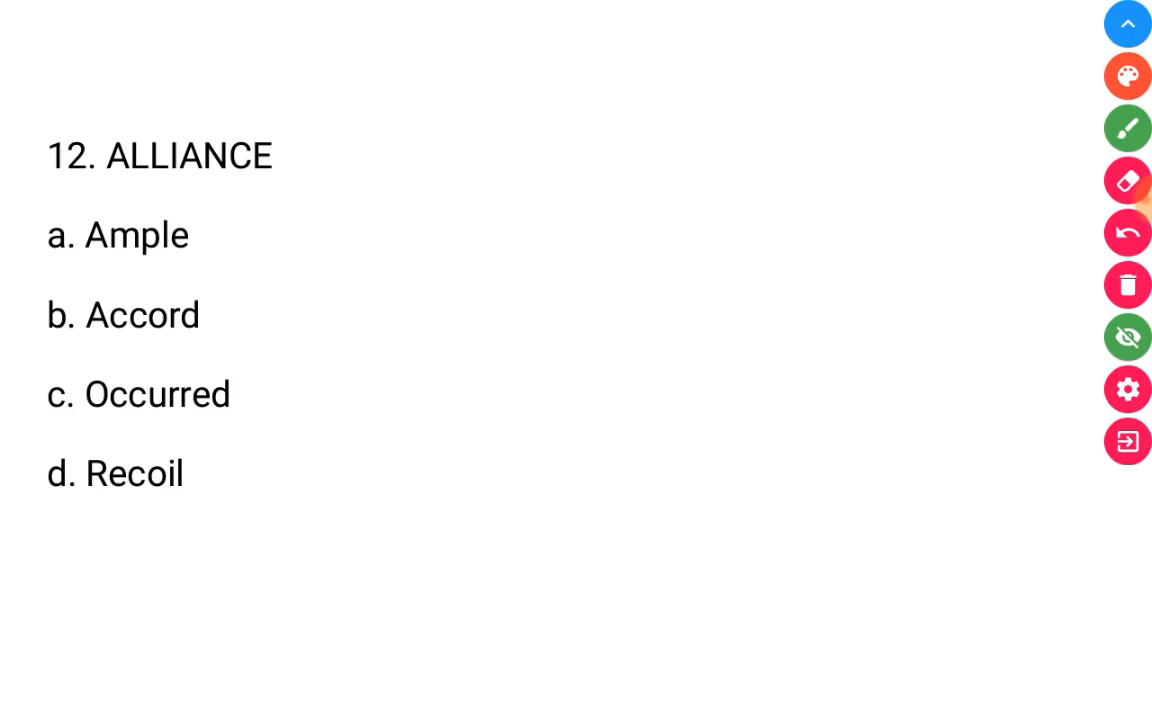 12. ALLIANCE
a. Ample
b. Accord
c. Occurred
d. Recoil